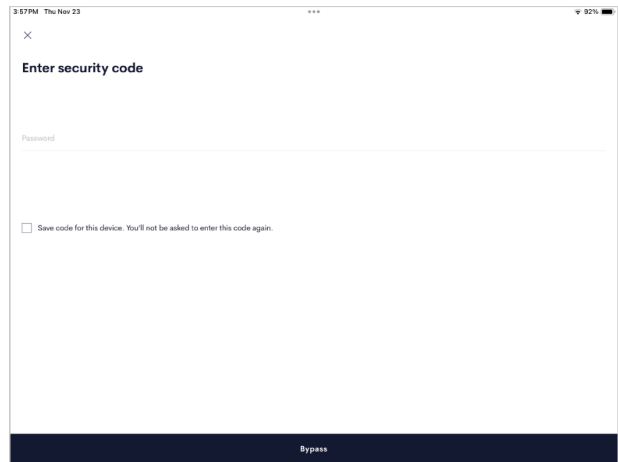 3:57PM Thu Nov 23
92%
Enter security code
Password
Save code for this device. You'll not be asked to enter this code again.
Bypass